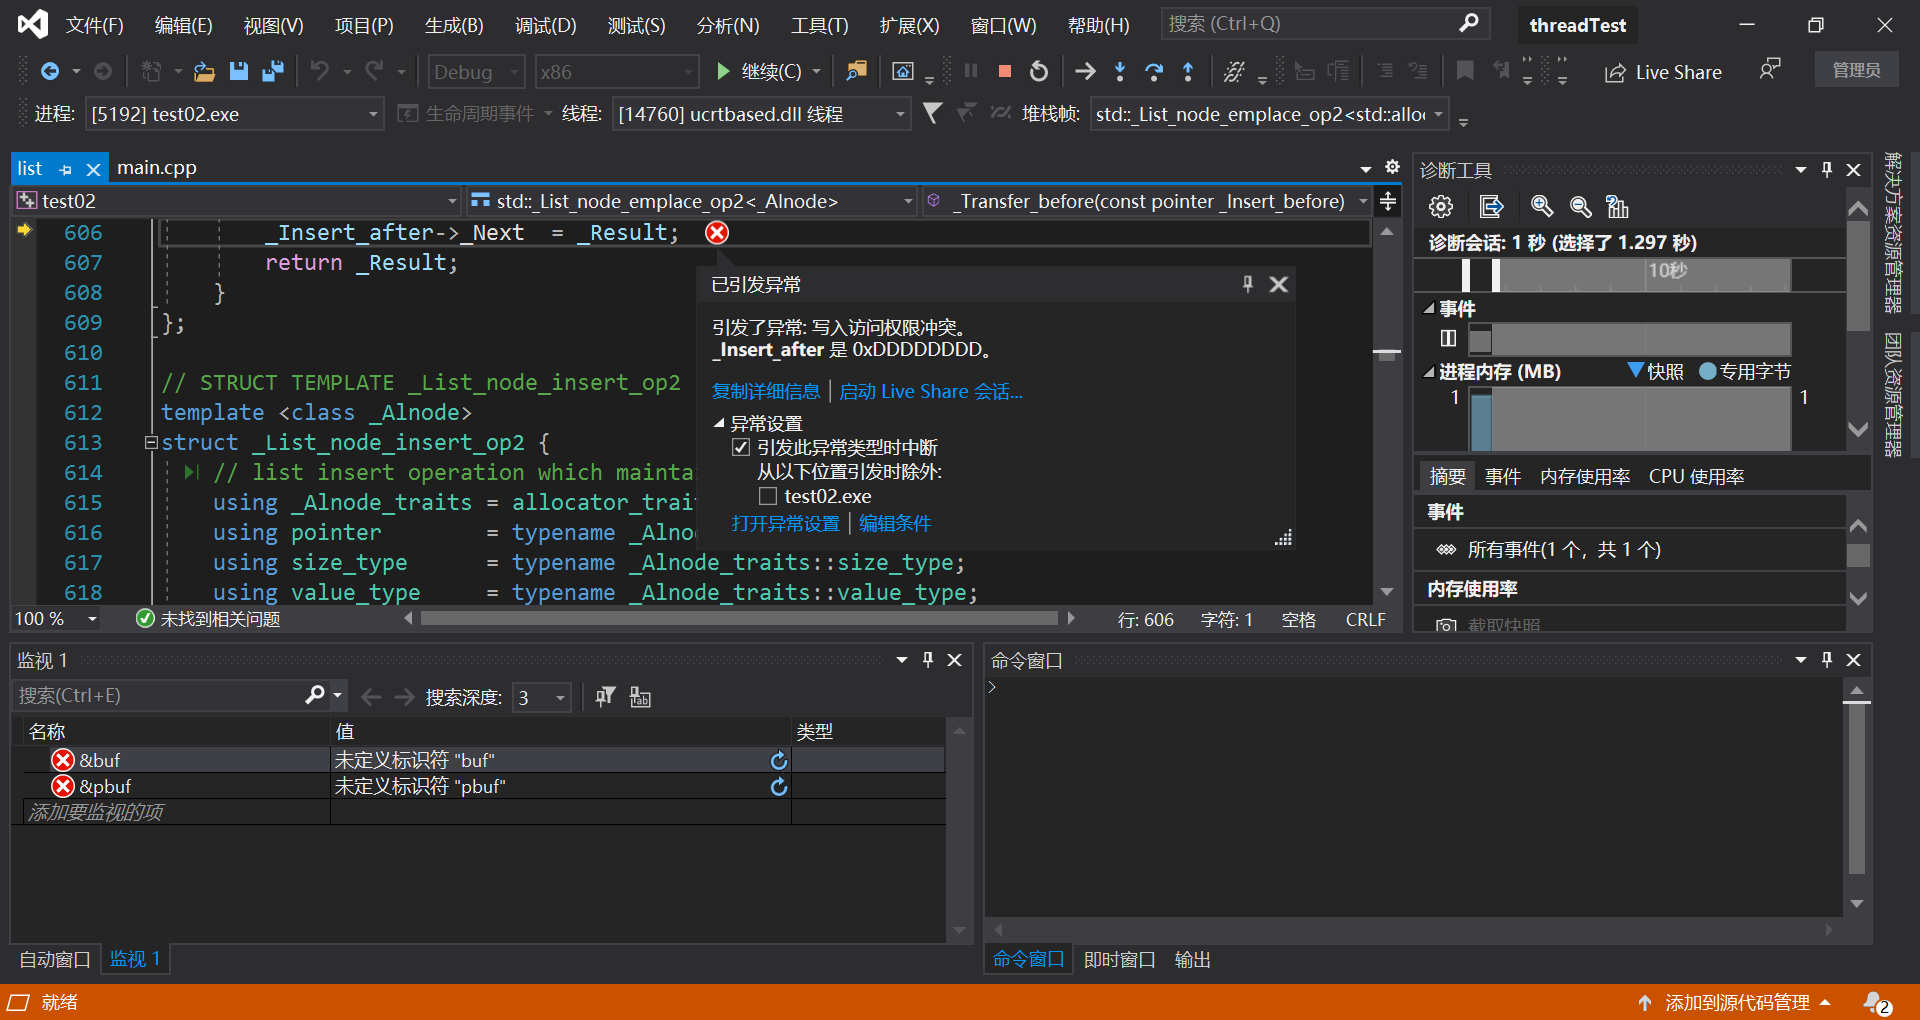 文件(F) 编辑(E) 视图(V) 项目(P) 生成(B) 调试(D) 测试(S) 分析(N) 工具(T) 扩展(X) 窗口(W) 帮助(H) 搜索 (Ctrl+Q) threadTest
Debug x86 继续(C) Live Share 管理员
进程: [5192] test02.exe 生命周期事件 线程: [14760] ucrtbased.dll 线程 堆栈帧: std::_List_node_emplace_op2<std::alloc
list main.cpp
test02 std::_List_node_emplace_op2<_Alnode> _Transfer_before(const pointer _Insert_before)
606 _Insert_after->_Next = _Result;
607 return _Result;
608 }
609 };
610
611 // STRUCT TEMPLATE _List_node_insert_op2
612 template <class _Alnode>
613 struct _List_node_insert_op2 {
614 // list insert operation which mainta
615 using _Alnode_traits = allocator_trai
616 using pointer = typename _Alno
617 using size_type = typename _Alnode_traits::size_type;
618 using value_type = typename _Alnode_traits::value_type;
已引发异常
引发了异常: 写入访问权限冲突。
_Insert_after 是 0xDDDDDDDD。
复制详细信息 启动 Live Share 会话...
异常设置
引发此异常类型时中断
从以下位置引发时除外:
test02.exe
打开异常设置 编辑条件
100 % 未找到相关问题 行: 606 字符: 1 空格 CRLF
诊断工具
诊断会话: 1 秒 (选择了 1.297 秒)
10秒
事件
进程内存 (MB) 快照 专用字节
1 1
摘要 事件 内存使用率 CPU 使用率
事件
所有事件(1 个，共 1 个)
内存使用率
截取快照
解决方案资源管理器
团队资源管理器
监视 1
搜索(Ctrl+E) 搜索深度: 3
名称 值 类型
&buf 未定义标识符 "buf"
&pbuf 未定义标识符 "pbuf"
添加要监视的项
自动窗口 监视 1
命令窗口
>
命令窗口 即时窗口 输出
就绪 添加到源代码管理 2